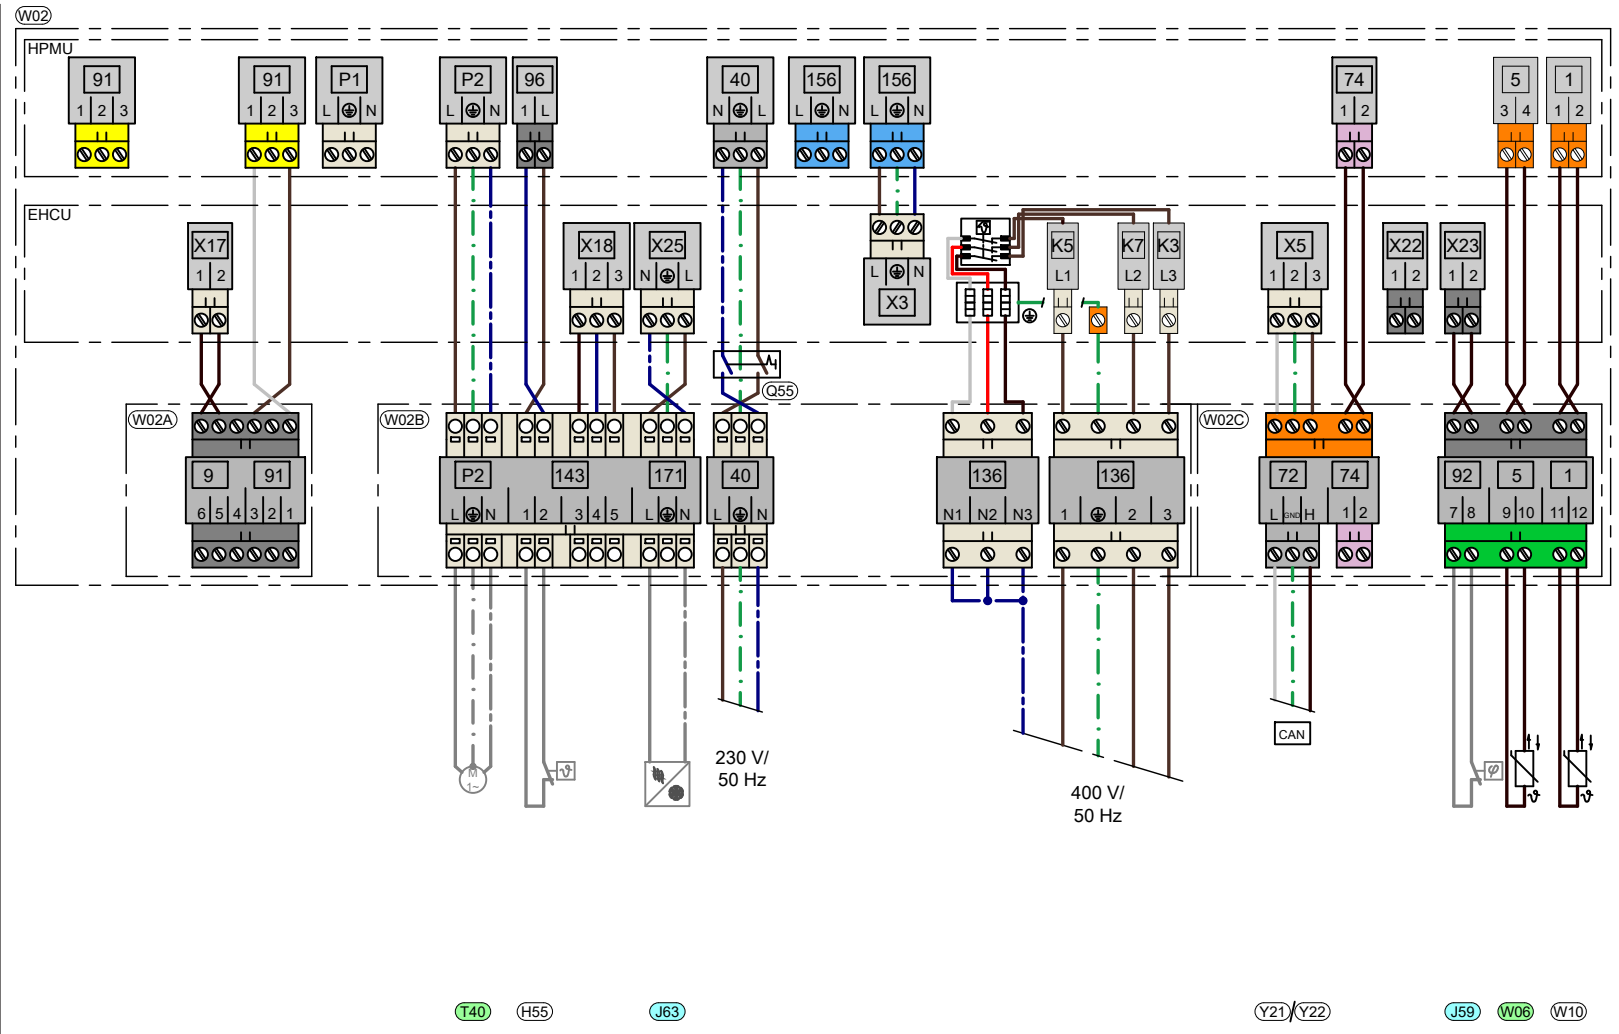 W02
HPMU
91 91 P1 P2 96 40 156 156 74 5 1
1 2 3 1 2 3 L N L N 1 L N L L N L N 1 2 3 4 1 2
EHCU
X17 X18 X25 K5 K7 K3 X5 X22 X23
1 2 1 2 3 N L L N L1 L2 L3 1 2 3 1 2 1 2
X3
Q55
W02A W02B W02C
9 91 P2 143 171 40 136 136 72 74 92 5 1
6 5 4 3 2 1 L N 1 2 3 4 5 L N L N N1 N2 N3 1 2 3 L GND H 1 2 7 8 9 10 11 12
CAN
230 V/
50 Hz
M
1~
ϑ
φ
ϑ
ϑ
400 V/
50 Hz
T40 H55 J63 Y21/Y22 J59 W06 W10